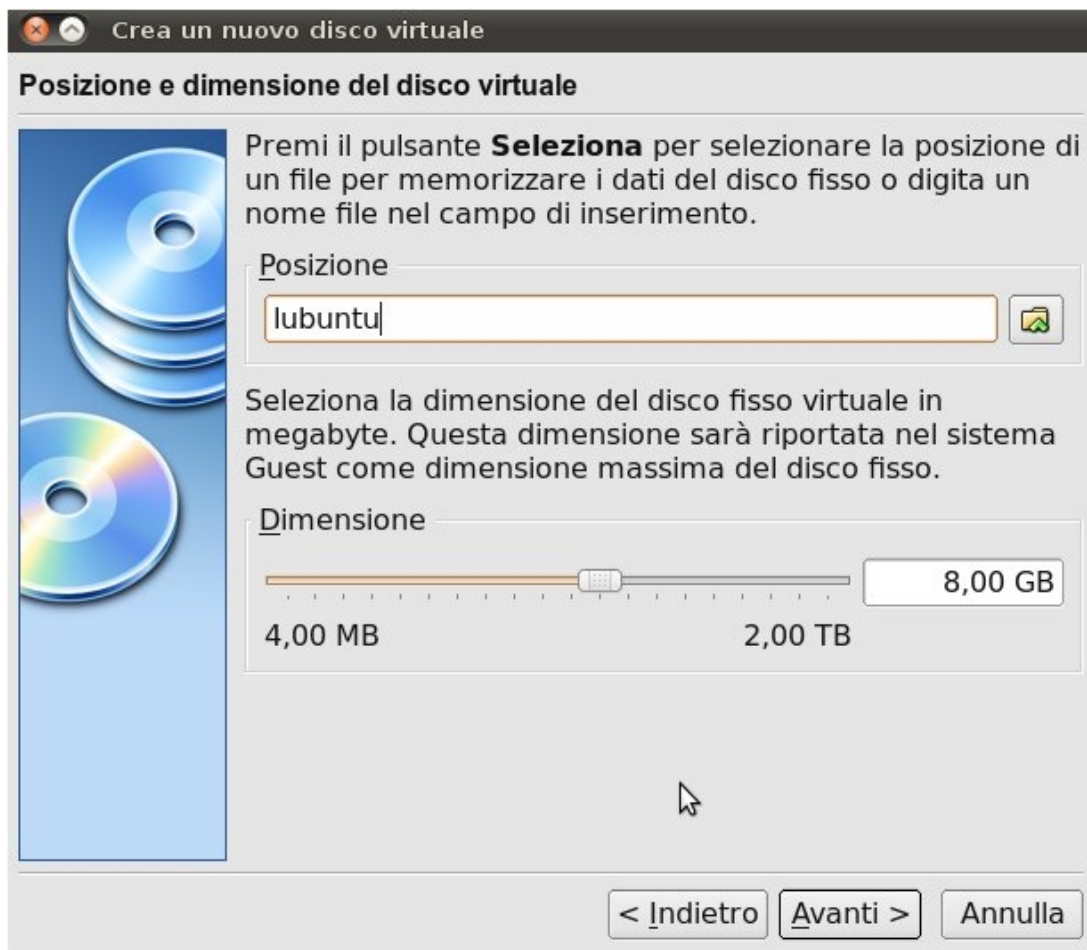 Crea un nuovo disco virtuale
Posizione e dimensione del disco virtuale
Premi il pulsante Seleziona per selezionare la posizione di
un file per memorizzare i dati del disco fisso o digita un
nome file nel campo di inserimento.
Posizione
lubuntu
Seleziona la dimensione del disco fisso virtuale in
megabyte. Questa dimensione sarà riportata nel sistema
Guest come dimensione massima del disco fisso.
Dimensione
8,00 GB
4,00 MB 2,00 TB
< Indietro Avanti > Annulla